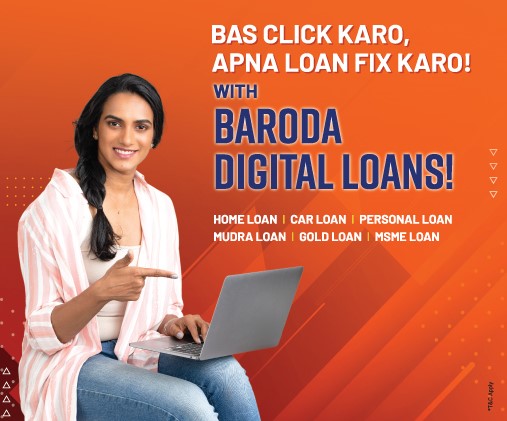 BAS CLICK KARO,
APNA LOAN FIX KARO!
WITH
BARODA
DIGITAL LOANS!
HOME LOAN | CAR LOAN | PERSONAL LOAN
MUDRA LOAN | GOLD LOAN | MSME LOAN
*T&C Apply